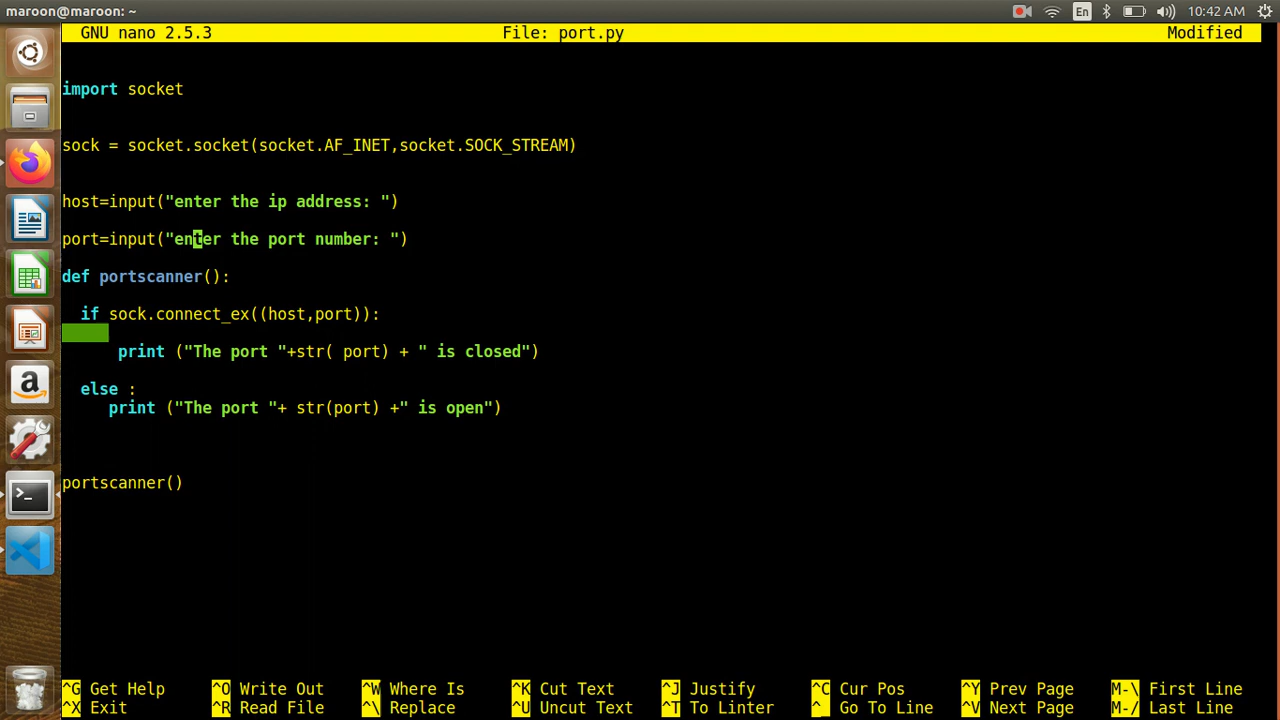 maroon@maroon: ~ En 10:42 AM
GNU nano 2.5.3 File: port.py Modified
import socket
sock = socket.socket(socket.AF_INET,socket.SOCK_STREAM)
host=input("enter the ip address: ")
port=input("enter the port number: ")
def portscanner():
  if sock.connect_ex((host,port)):
      print ("The port "+str( port) + " is closed")
  else :
     print ("The port "+ str(port) +" is open")
portscanner()
^G Get Help ^O Write Out ^W Where Is ^K Cut Text ^J Justify ^C Cur Pos ^Y Prev Page M-\ First Line
^X Exit ^R Read File ^\ Replace ^U Uncut Text ^T To Linter ^_ Go To Line ^V Next Page M-/ Last Line